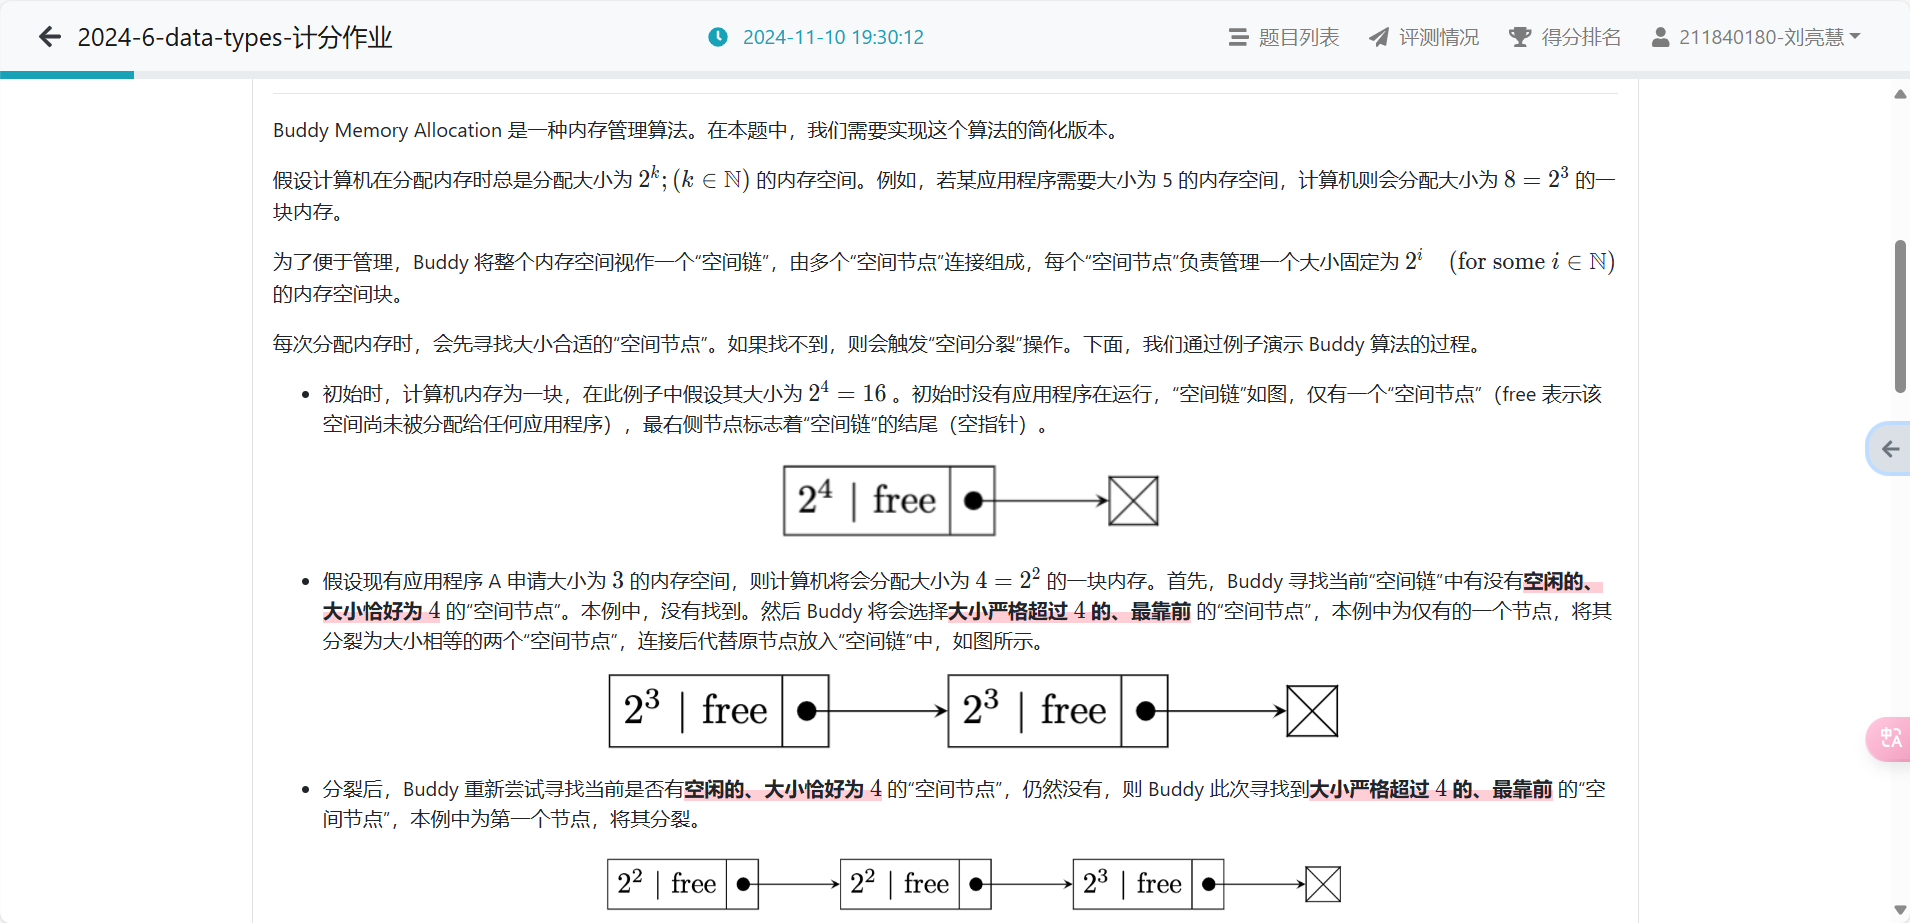 2024-6-data-types-计分作业
2024-11-10 19:30:12
题目列表
评测情况
得分排名
211840180-刘亮慧
Buddy Memory Allocation 是一种内存管理算法。在本题中，我们需要实现这个算法的简化版本。
假设计算机在分配内存时总是分配大小为 2^k; (k ∈ ℕ) 的内存空间。例如，若某应用程序需要大小为 5 的内存空间，计算机则会分配大小为 8 = 2^3 的一
块内存。
为了便于管理，Buddy 将整个内存空间视作一个“空间链”，由多个“空间节点”连接组成，每个“空间节点”负责管理一个大小固定为 2^i (for some i ∈ ℕ)
的内存空间块。
每次分配内存时，会先寻找大小合适的“空间节点”。如果找不到，则会触发“空间分裂”操作。下面，我们通过例子演示 Buddy 算法的过程。
• 初始时，计算机内存为一块，在此例子中假设其大小为 2^4 = 16 。初始时没有应用程序在运行，“空间链”如图，仅有一个“空间节点”（free 表示该
空间尚未被分配给任何应用程序），最右侧节点标志着“空间链”的结尾（空指针）。
2^4 | free
• 假设现有应用程序 A 申请大小为 3 的内存空间，则计算机将会分配大小为 4 = 2^2 的一块内存。首先，Buddy 寻找当前“空间链”中有没有空闲的、
大小恰好为 4 的“空间节点”。本例中，没有找到。然后 Buddy 将会选择大小严格超过 4 的、最靠前 的“空间节点”，本例中为仅有的一个节点，将其
分裂为大小相等的两个“空间节点”，连接后代替原节点放入“空间链”中，如图所示。
2^3 | free 2^3 | free
• 分裂后，Buddy 重新尝试寻找当前是否有空闲的、大小恰好为 4 的“空间节点”，仍然没有，则 Buddy 此次寻找到大小严格超过 4 的、最靠前 的“空
间节点”，本例中为第一个节点，将其分裂。
2^2 | free 2^2 | free 2^3 | free
中A